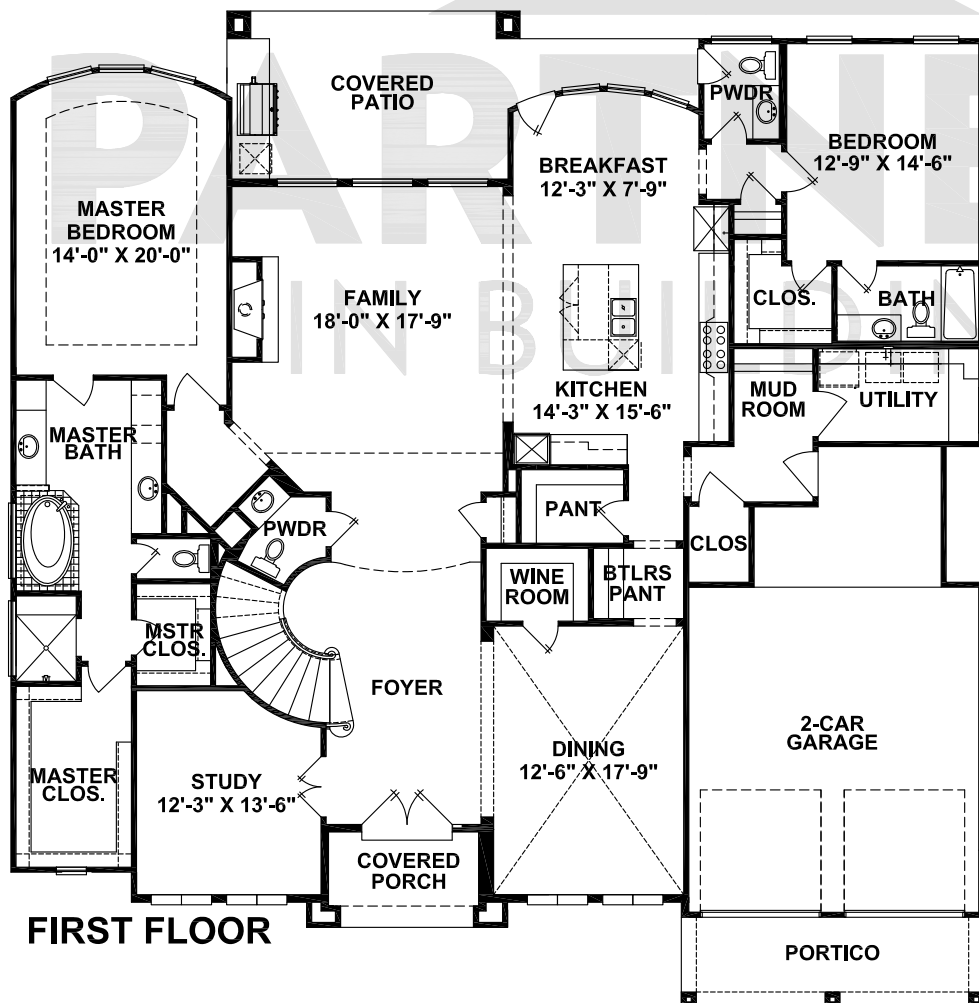 PARTNE
IN BUILDIN
COVERED
PATIO
PWDR
BEDROOM
12'-9" X 14'-6"
BREAKFAST
12'-3" X 7'-9"
MASTER
BEDROOM
14'-0" X 20'-0"
FAMILY
18'-0" X 17'-9"
CLOS.
BATH
KITCHEN
14'-3" X 15'-6"
MUD
ROOM
UTILITY
MASTER
BATH
PANT
PWDR
CLOS
WINE
ROOM
BTLRS
PANT
MSTR
CLOS.
FOYER
2-CAR
GARAGE
DINING
12'-6" X 17'-9"
MASTER
CLOS.
STUDY
12'-3" X 13'-6"
COVERED
PORCH
FIRST FLOOR
PORTICO